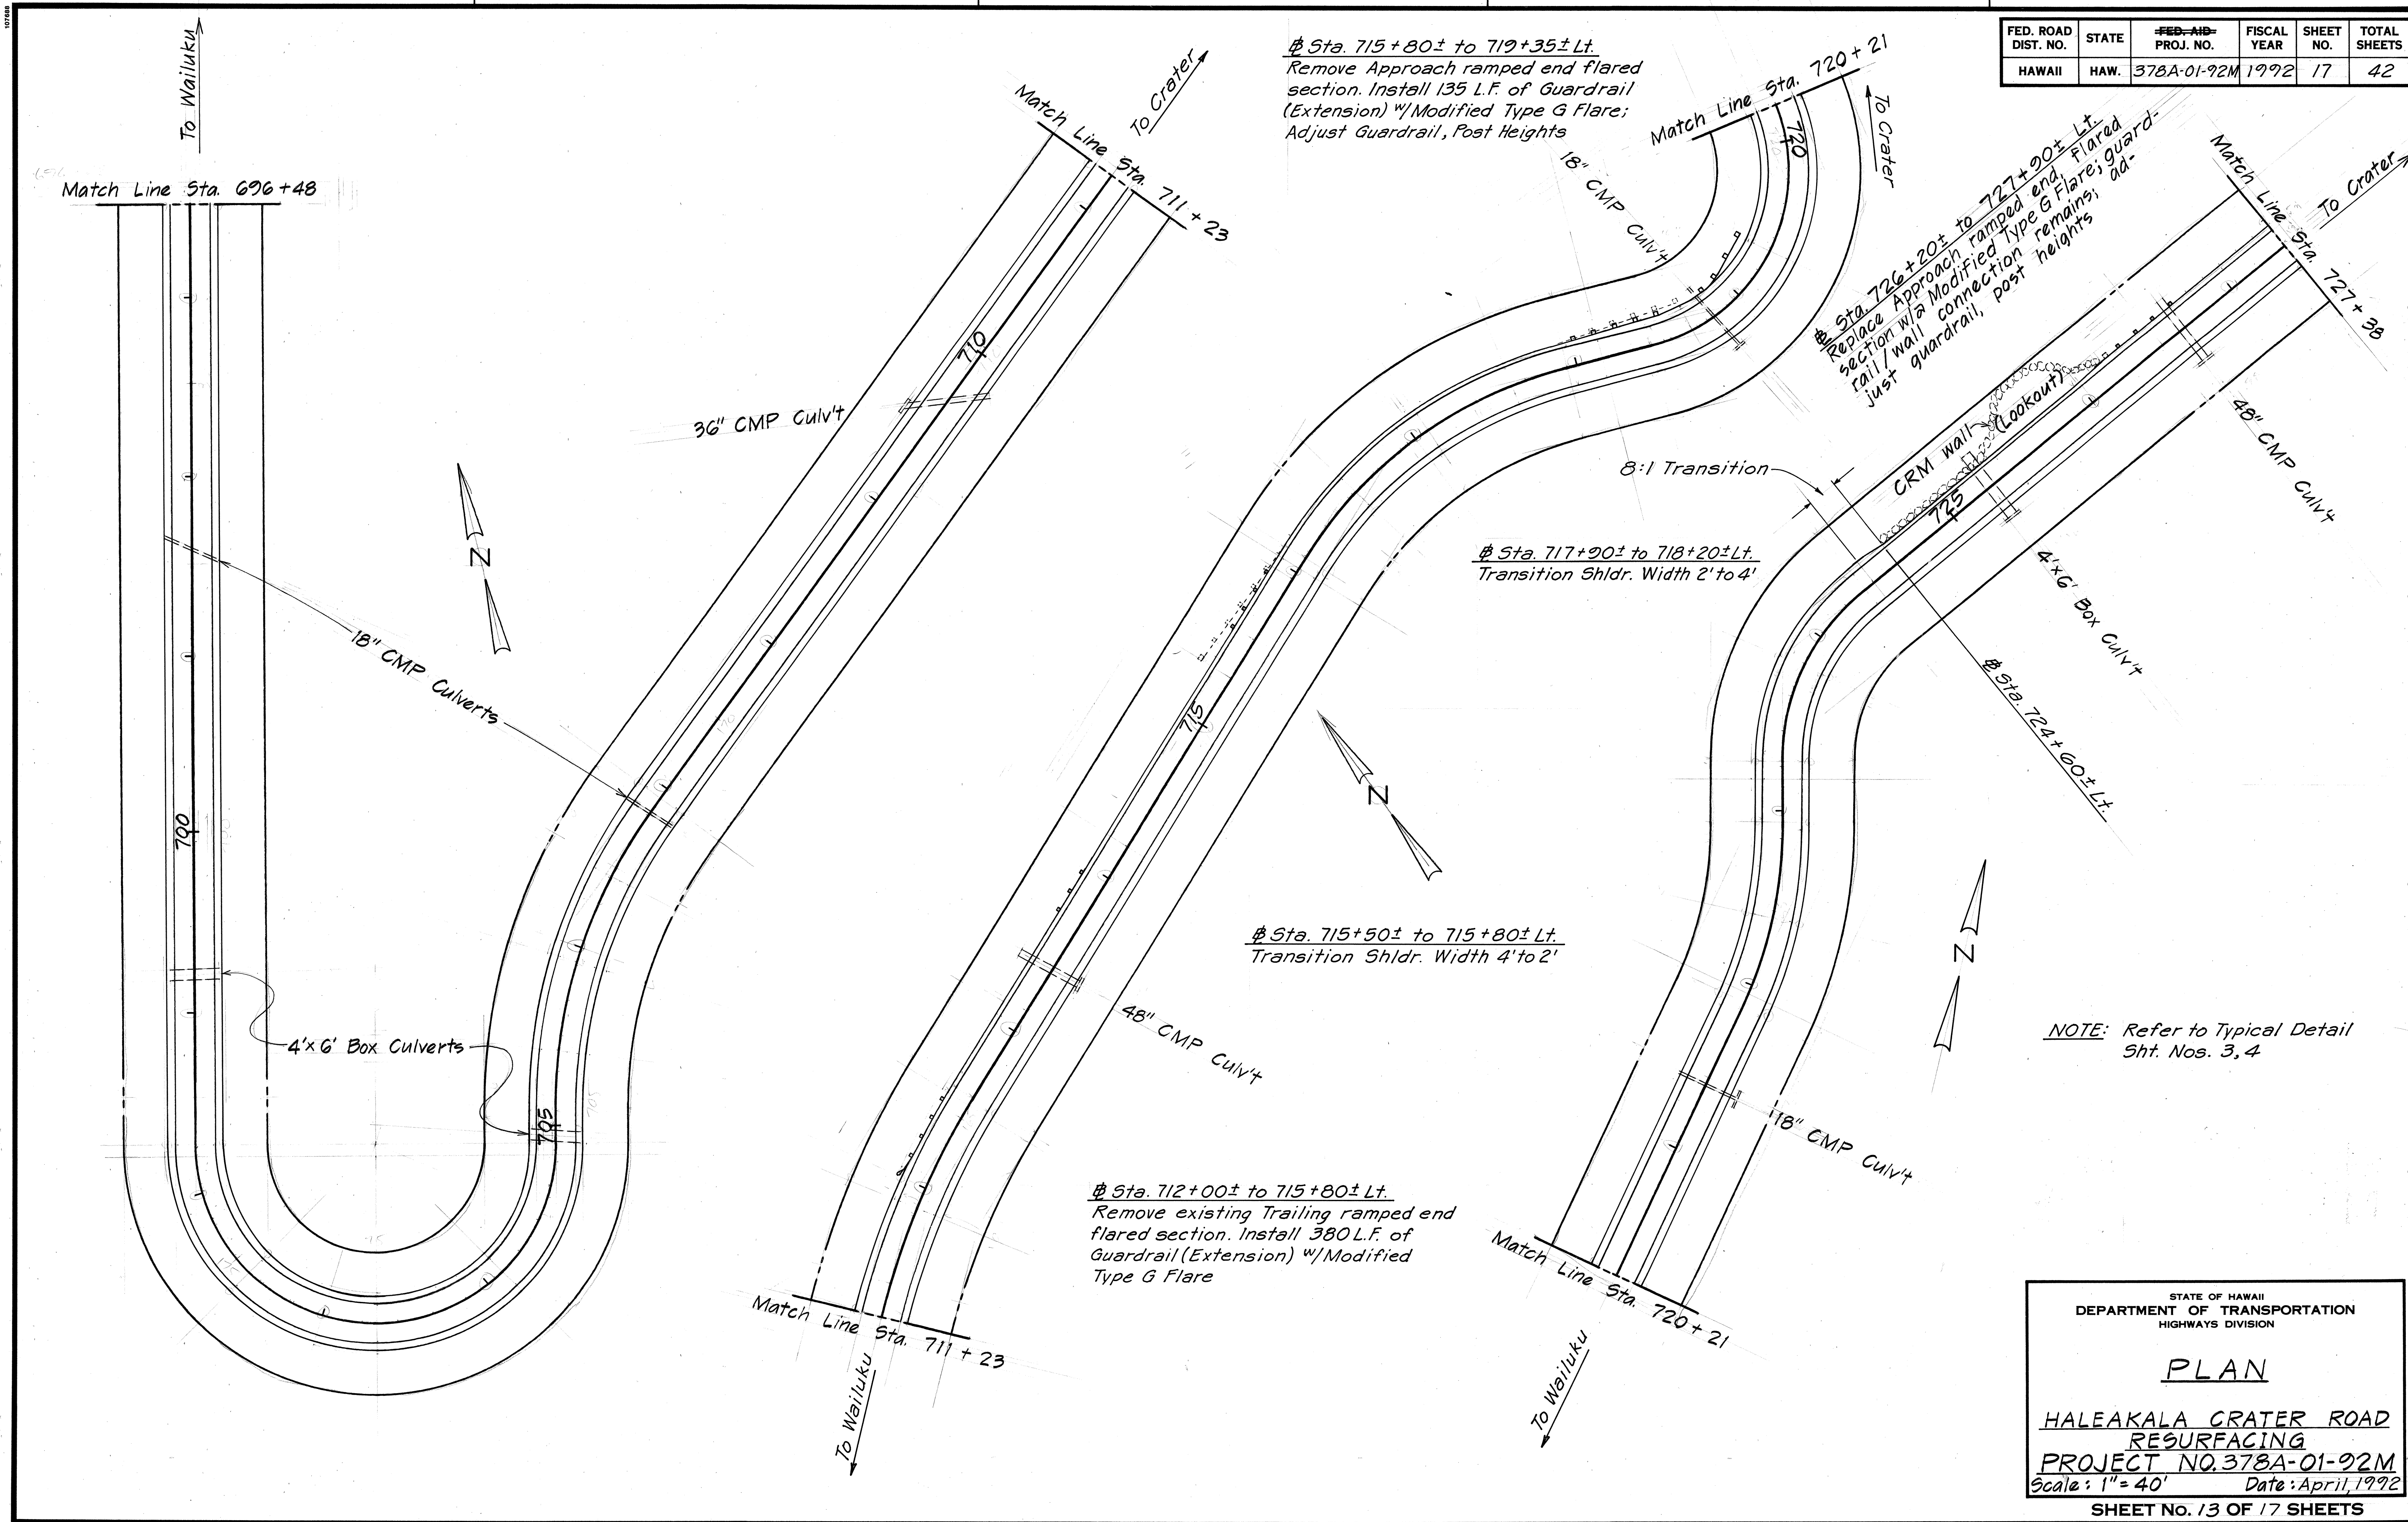 107688
FED. ROAD DIST. NO.
STATE
FED. AID PROJ. NO.
FISCAL YEAR
SHEET NO.
TOTAL SHEETS
HAWAII
HAW.
378A-01-92M
1992
17
42
To Wailuku
Match Line Sta. 696+48
18" CMP Culverts
700
4'x6' Box Culverts
705
36" CMP Culv't
710
N
Match Line Sta. 711 + 23
To Crater
Sta. 715+80± to 719+35± Lt.
Remove Approach ramped end flared
section. Install 135 L.F. of Guardrail
(Extension) w/Modified Type G Flare;
Adjust Guardrail, Post Heights
Match Line Sta. 720+21
720
To Crater
18" CMP Culv't
715
N
48" CMP Culv't
Match Line Sta. 711 + 23
To Wailuku
Sta. 717+90± to 718+20± Lt.
Transition Shldr. Width 2' to 4'
Sta. 715+50± to 715+80± Lt.
Transition Shldr. Width 4' to 2'
Sta. 712+00± to 715+80± Lt.
Remove existing Trailing ramped end
flared section. Install 380 L.F. of
Guardrail (Extension) w/Modified
Type G Flare
Sta. 726+20± to 727+90± Lt.
Replace Approach ramped end, flared
section w/a Modified Type G Flare; guard-
rail/wall connection remains; ad-
just guardrail, post heights
Match Line Sta. 727+38
To Crater
48" CMP Culv't
CRM wall
(Lookout)
725
8:1 Transition
4'x6' Box Culv't
Sta. 724+60± Lt.
N
18" CMP Culv't
Match Line Sta. 720+21
To Wailuku
NOTE: Refer to Typical Detail
Sht. Nos. 3,4
STATE OF HAWAII
DEPARTMENT OF TRANSPORTATION
HIGHWAYS DIVISION
PLAN
HALEAKALA CRATER ROAD
RESURFACING
PROJECT NO. 378A-01-92M
Scale: 1"=40' Date: April, 1992
SHEET No. 13 OF 17 SHEETS